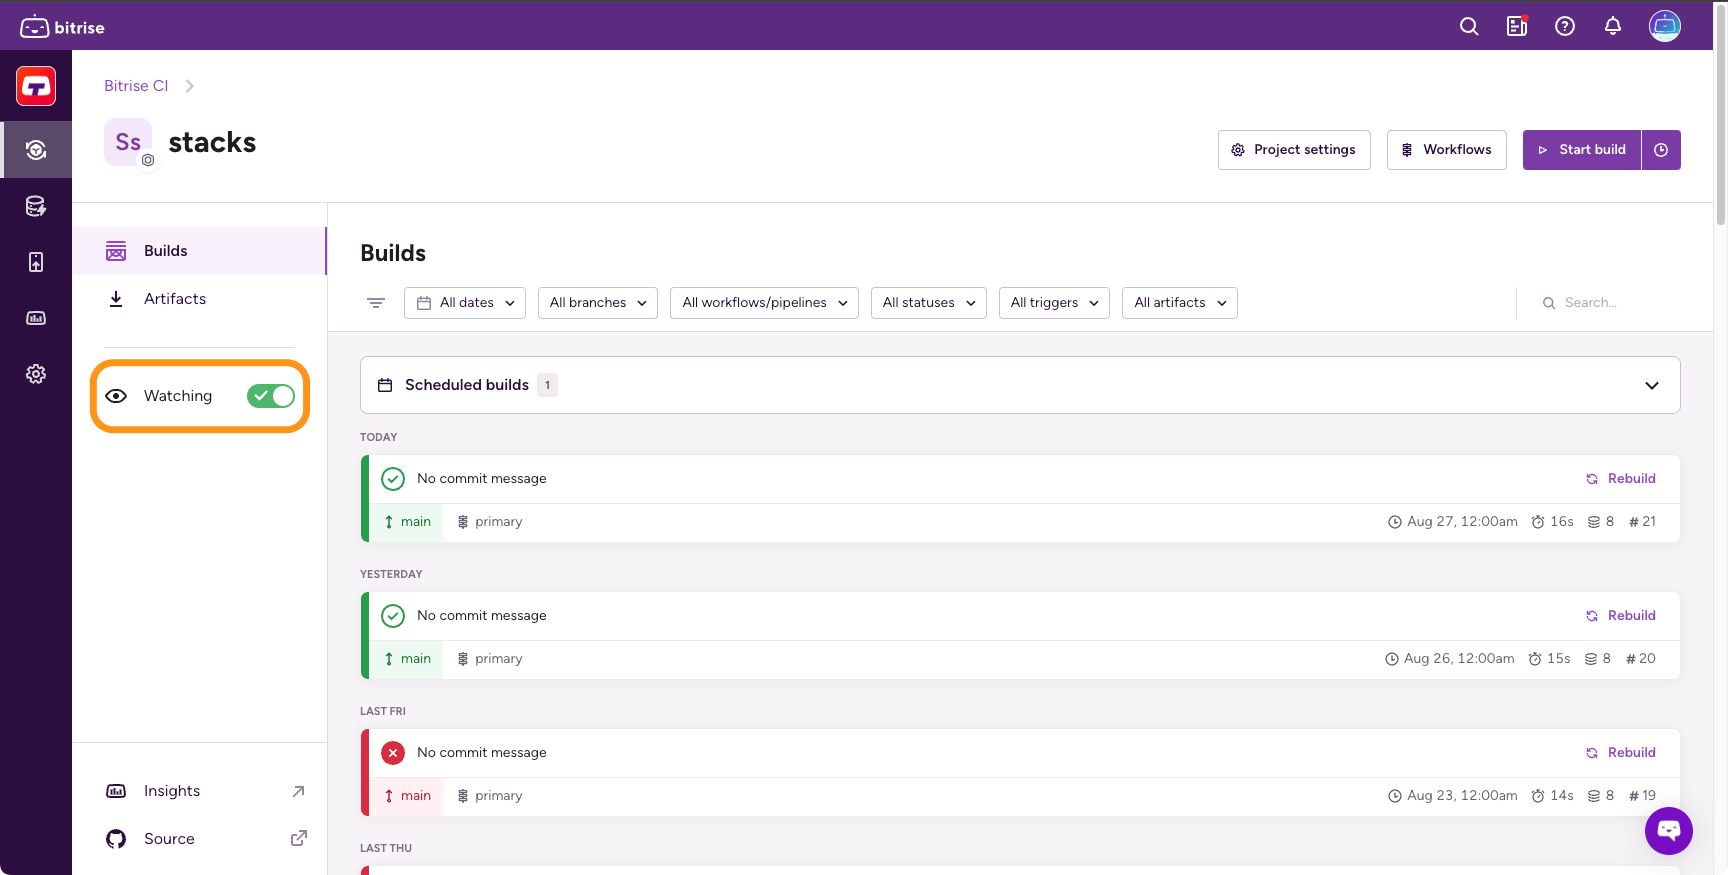 bitrise
Bitrise CI
Ss stacks
Project settings
Workflows
Start build
Builds
Artifacts
Watching
Insights
Source
Builds
All dates
All branches
All workflows/pipelines
All statuses
All triggers
All artifacts
Search...
Scheduled builds 1
TODAY
No commit message
Rebuild
main primary Aug 27, 12:00am 16s 8 # 21
YESTERDAY
No commit message
Rebuild
main primary Aug 26, 12:00am 15s 8 # 20
LAST FRI
No commit message
Rebuild
main primary Aug 23, 12:00am 14s 8 # 19
LAST THU